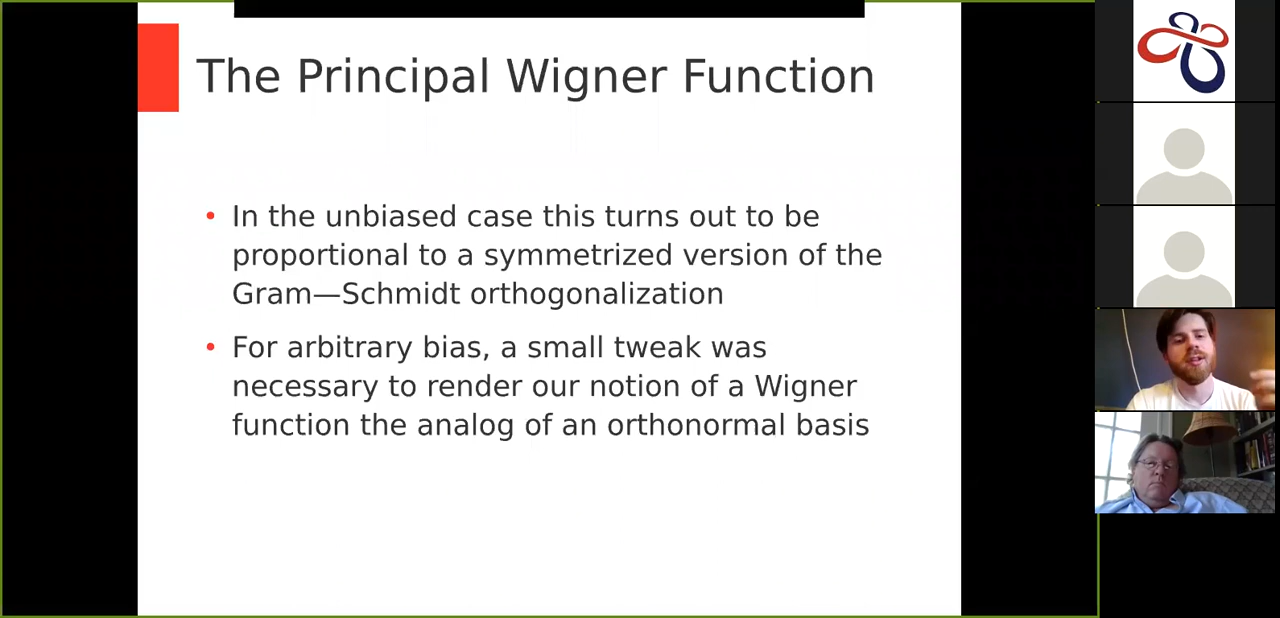 The Principal Wigner Function
• In the unbiased case this turns out to be
proportional to a symmetrized version of the
Gram—Schmidt orthogonalization
• For arbitrary bias, a small tweak was
necessary to render our notion of a Wigner
function the analog of an orthonormal basis